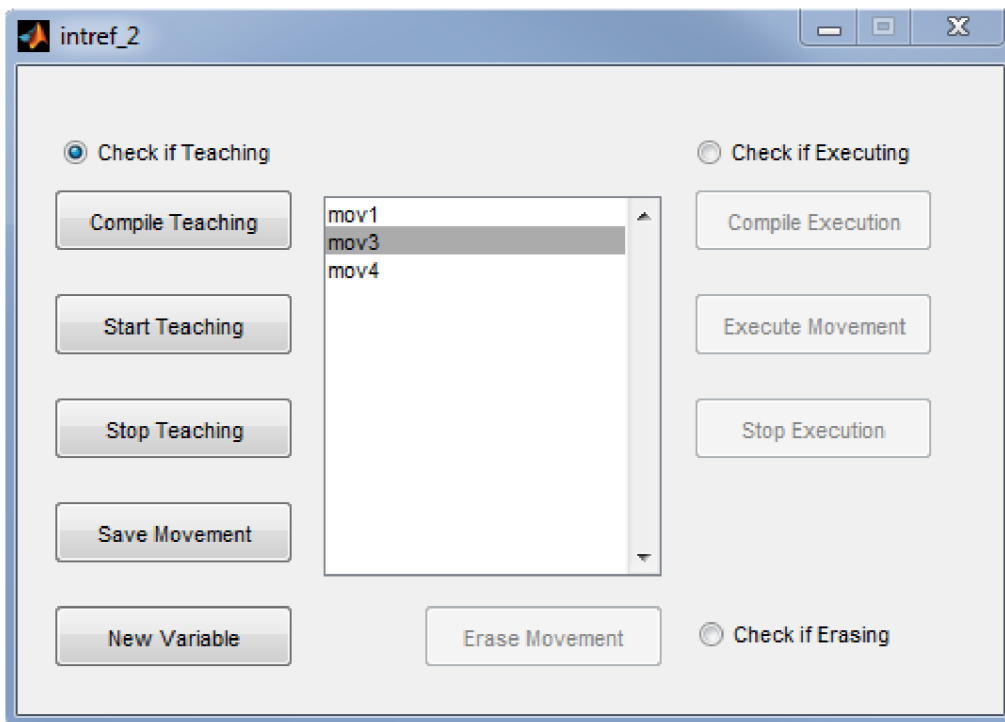 intref_2
Check if Teaching
Check if Executing
Compile Teaching
mov1
mov3
mov4
Compile Execution
Start Teaching
Execute Movement
Stop Teaching
Stop Execution
Save Movement
New Variable
Erase Movement
Check if Erasing